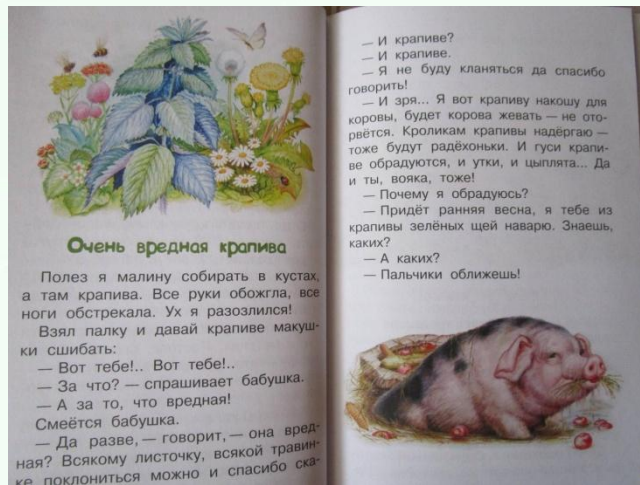 Очень вредная крапива
Полез я малину собирать в кустах,
а там крапива. Все руки обожгла, все
ноги обстрекала. Ух я разозлился!
Взял палку и давай крапиве макуш-
ки сшибать:
— Вот тебе!.. Вот тебе!..
— За что? — спрашивает бабушка.
— А за то, что вредная!
Смеётся бабушка.
— Да разве, — говорит, — она вред-
ная? Всякому листочку, всякой травин-
ке поклониться можно и спасибо ска-
— И крапиве?
— И крапиве.
— Я не буду кланяться да спасибо
говорить!
— И зря... Я вот крапиву накошу для
коровы, будет корова жевать — не ото-
рвётся. Кроликам крапивы надёргаю —
тоже будут радёхоньки. И гуси крапи-
ве обрадуются, и утки, и цыплята... Да
и ты, вояка, тоже!
— Почему я обрадуюсь?
— Придёт ранняя весна, я тебе из
крапивы зелёных щей наварю. Знаешь,
каких?
— А каких?
— Пальчики оближешь!